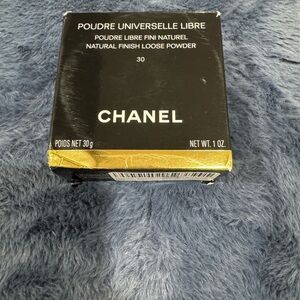 POUDRE UNIVERSELLE LIBRE
POUDRE LIBRE FINI NATUREL
NATURAL FINISH LOOSE POWDER
30
CHANEL
POIDS NET 30g NET WT. 1 OZ.